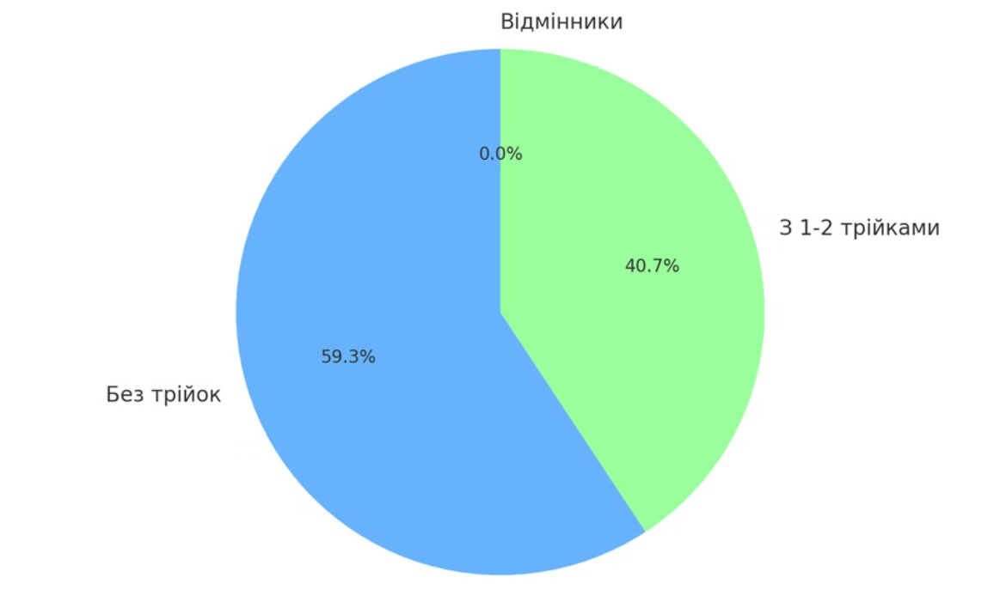 Відмінники
0.0%
З 1-2 трійками
40.7%
59.3%
Без трійок